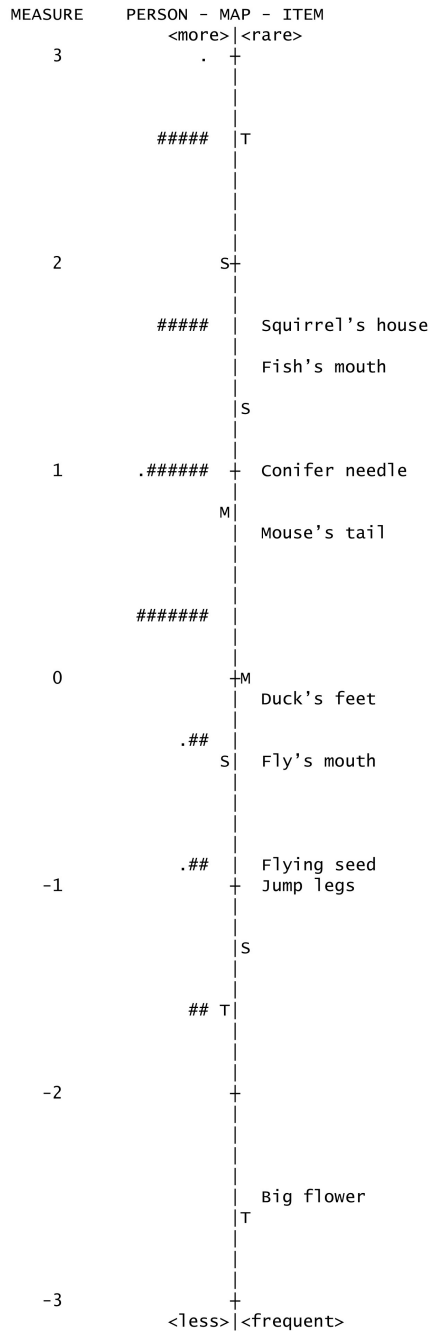 MEASURE PERSON - MAP - ITEM
<more>|<rare>
3 . +
##### |T
2 S+
##### | Squirrel’s house
| Fish’s mouth
|S
1 .###### + Conifer needle
M|
| Mouse’s tail
####### |
0 +M
| Duck’s feet
.## |
S| Fly’s mouth
.## | Flying seed
-1 + Jump legs
|S
## T|
-2 +
| Big flower
|T
-3 +
<less>|<frequent>